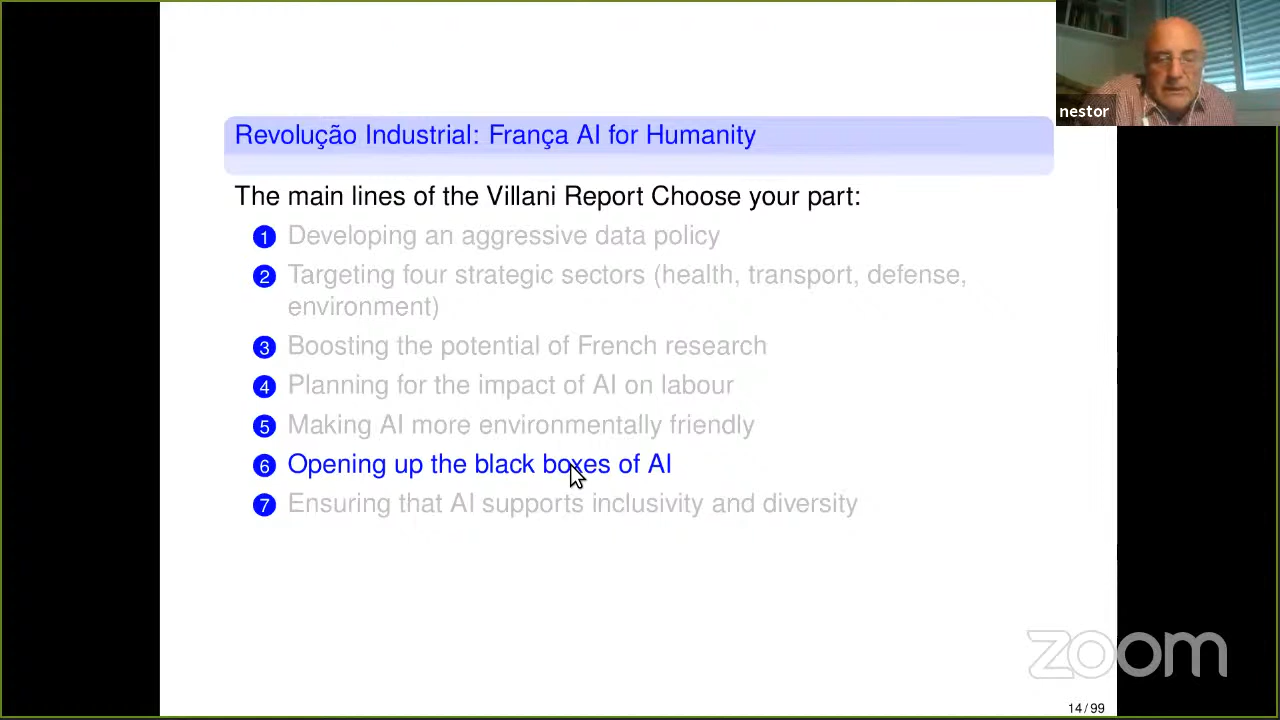 Revolução Industrial: França AI for Humanity
nestor
The main lines of the Villani Report Choose your part:
1 Developing an aggressive data policy
2 Targeting four strategic sectors (health, transport, defense,
environment)
3 Boosting the potential of French research
4 Planning for the impact of AI on labour
5 Making AI more environmentally friendly
6 Opening up the black boxes of AI
7 Ensuring that AI supports inclusivity and diversity
zoom
14/99